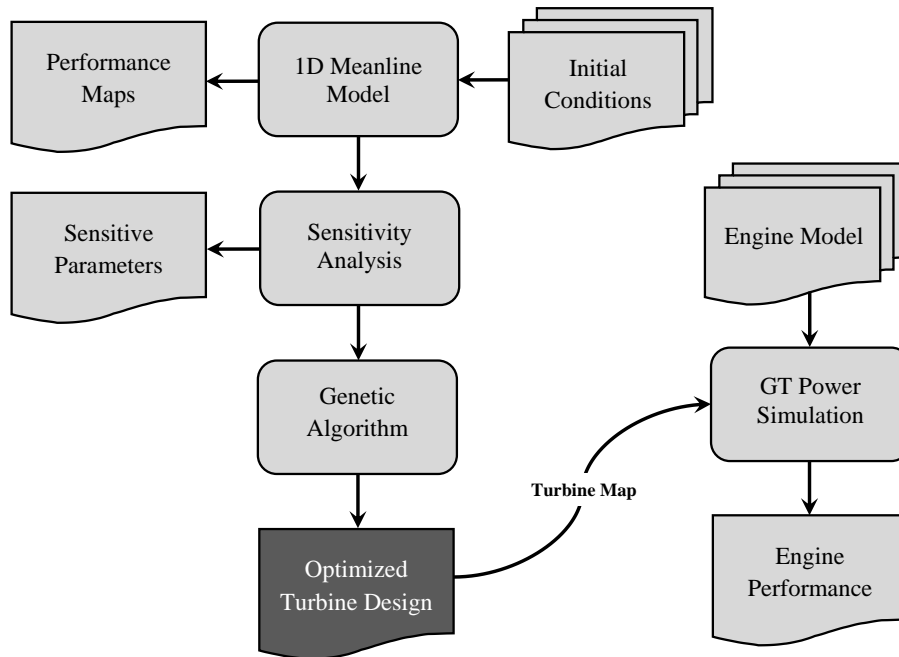 Performance
Maps
1D Meanline
Model
Initial
Conditions
Sensitive
Parameters
Sensitivity
Analysis
Engine Model
Genetic
Algorithm
GT Power
Simulation
Turbine Map
Optimized
Turbine Design
Engine
Performance